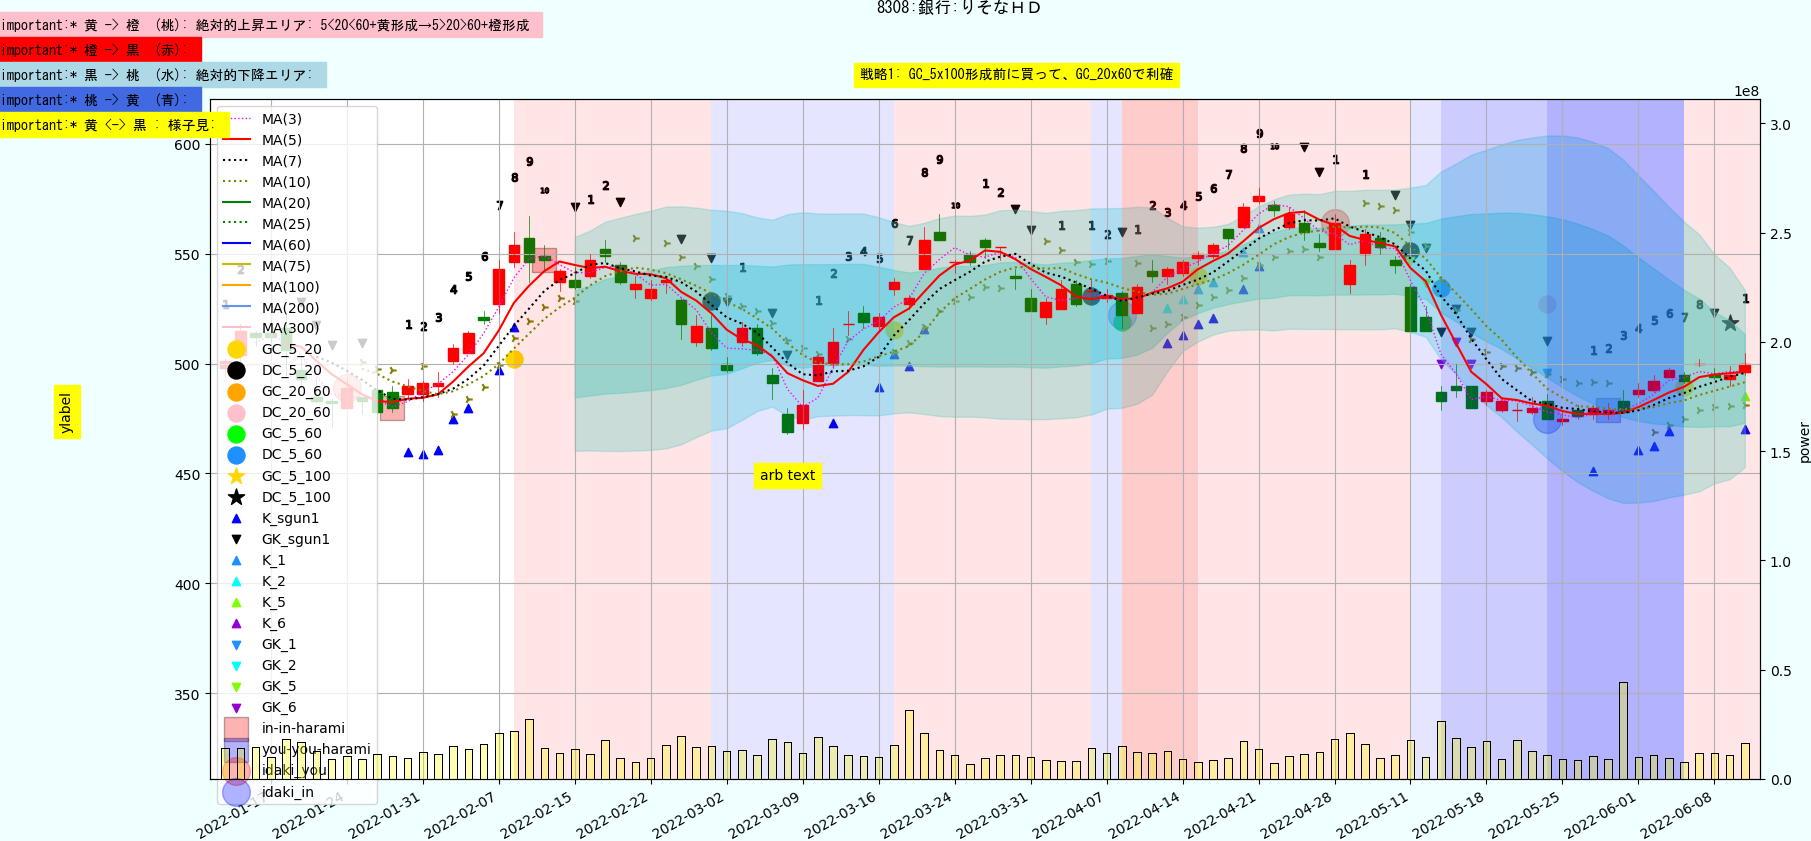 8308:銀行:りそなＨＤ
important:* 黄 -> 橙 (桃): 絶対的上昇エリア: 5<20<60+黄形成→5>20>60+橙形成
important:* 橙 -> 黒 (赤):
important:* 黒 -> 桃 (水): 絶対的下降エリア:
important:* 桃 -> 黄 (青):
important:* 黄 <-> 黒 : 様子見:
戦略1: GC_5x100形成前に買って、GC_20x60で利確
1e8
MA(3)
MA(5)
MA(7)
MA(10)
MA(20)
MA(25)
MA(60)
MA(75)
MA(100)
MA(200)
MA(300)
GC_5_20
DC_5_20
GC_20_60
DC_20_60
GC_5_60
DC_5_60
GC_5_100
DC_5_100
K_sgun1
GK_sgun1
K_1
K_2
K_5
K_6
GK_1
GK_2
GK_5
GK_6
in-in-harami
you-you-harami
idaki_you
idaki_in
600
550
500
450
400
350
ylabel
arb text
3.0
2.5
2.0
1.5
1.0
0.5
0.0
power
2022-01-17
2022-01-24
2022-01-31
2022-02-07
2022-02-15
2022-02-22
2022-03-02
2022-03-09
2022-03-16
2022-03-24
2022-03-31
2022-04-07
2022-04-14
2022-04-21
2022-04-28
2022-05-11
2022-05-18
2022-05-25
2022-06-01
2022-06-08